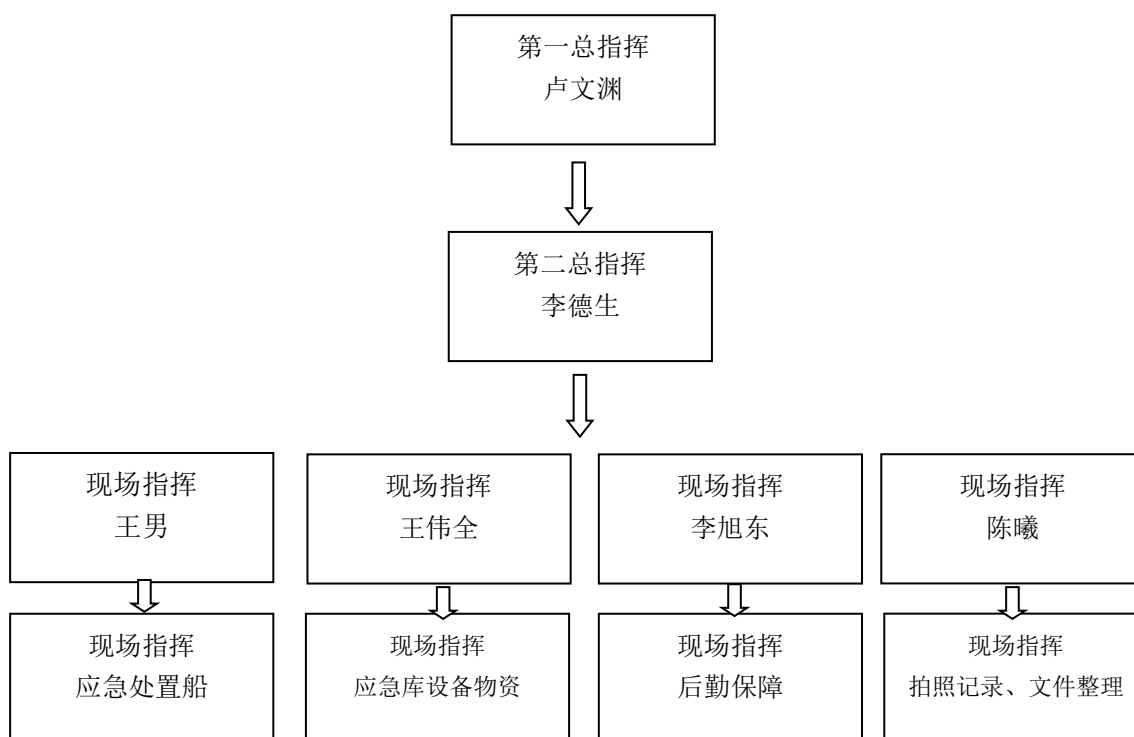 第一总指挥
卢文渊
第二总指挥
李德生
现场指挥
王男
现场指挥
王伟全
现场指挥
李旭东
现场指挥
陈曦
现场指挥
应急处置船
现场指挥
应急库设备物资
现场指挥
后勤保障
现场指挥
拍照记录、文件整理